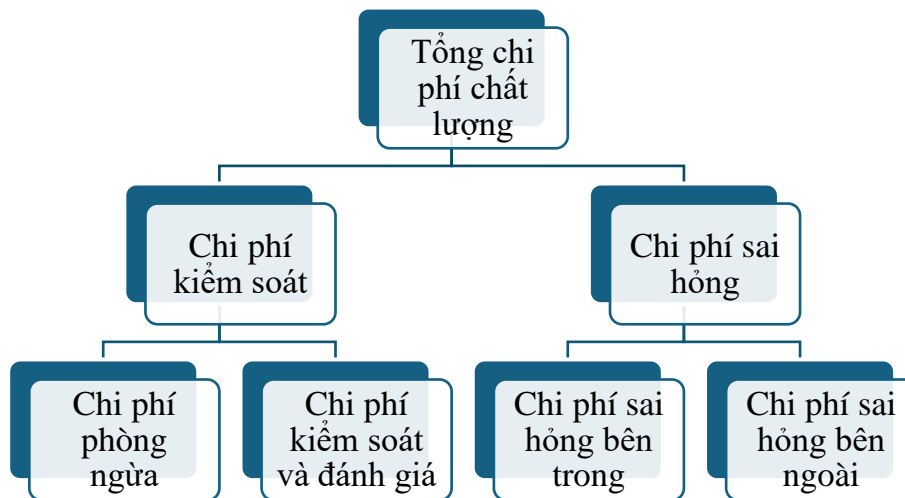 Tổng chi
phí chất
lượng
Chi phí
kiểm soát
Chi phí sai
hỏng
Chi phí
phòng
ngừa
Chi phí
kiểm soát
và đánh giá
Chi phí sai
hỏng bên
trong
Chi phí sai
hỏng bên
ngoài